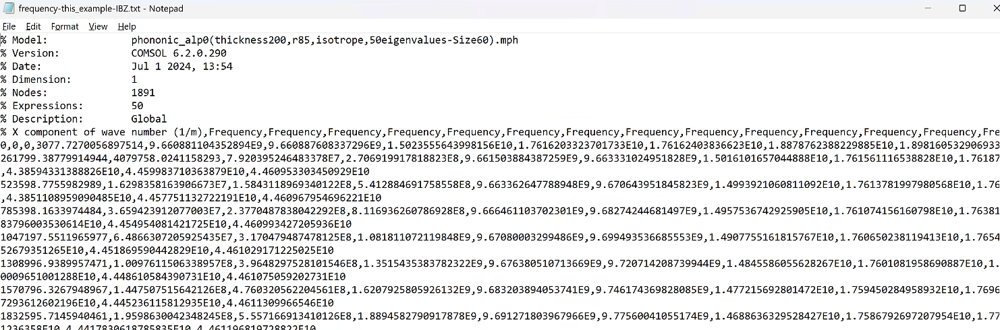 frequency-this_example-IBZ.txt - Notepad
File Edit Format View Help
% Model: phononic_alp0(thickness200,r85,isotrope,50eigenvalues-Size60).mph
% Version: COMSOL 6.2.0.290
% Date: Jul 1 2024, 13:54
% Dimension: 1
% Nodes: 1891
% Expressions: 50
% Description: Global
% X component of wave number (1/m),Frequency,Frequency,Frequency,Frequency,Frequency,Frequency,Frequency,Frequency,Frequency,Frequency,Frequency,Frequency,Frequency,Fre
0,0,0,3077.7270056897514,9.660881104352894E9,9.660887608337296E9,1.5023555643998156E10,1.7616203323701733E10,1.76162403836623E10,1.8878762388229885E10,1.898160532906933
261799.38779914944,4079758.0241158293,7.920395246483378E7,2.706919917818823E8,9.661503884387259E9,9.663331024951828E9,1.5016101657044888E10,1.761561116538828E10,1.76187
,4.38594331388826E10,4.459983710428E10,4.460953303450929E10
523598.7755982989,1.6298358163906673E7,1.5843118969340122E8,5.412884691758558E8,9.663362647788948E9,9.670643951845823E9,1.4993921060811092E10,1.7613781997980568E10,1.76
,4.3851108959090485E10,4.457751132722191E10,4.460967954696221E10
785398.1633974484,3.659423912077003E7,2.3770487838042292E8,8.116936260786928E8,9.666461103702301E9,9.68274244681497E9,1.4957536742925905E10,1.761074156160798E10,1.76381
83796003530614E10,4.454954081421725E10,4.460993427205936E10
1047197.5511965977,6.4866307205925435E7,3.170479487478125E8,1.081811072119848E9,9.67080003299486E9,9.699493536685553E9,1.4907755161815767E10,1.760650238119413E10,1.7654
52679351265E10,4.451869590442829E10,4.461029171225025E10
1308996.9389957471,1.0097611506338957E8,3.9648297528101546E8,1.3515435383782322E9,9.676380510713669E9,9.720714208739944E9,1.4845586055628267E10,1.7601081958690887E10,1.
0009651001288E10,4.448610584390731E10,4.461075059202731E10
1570796.3267948967,1.447507515642126E8,4.760320562204561E8,1.6207925805926132E9,9.683203894053741E9,9.746174369828085E9,1.477215692801472E10,1.759450284958932E10,1.7696
7293612602196E10,4.445236115812935E10,4.4611309966546E10
1832595.7145940461,1.9598630042348245E8,5.557166913410126E8,1.8894582790917878E9,9.691271803967966E9,9.77560041055174E9,1.4688636329528427E10,1.7586792697207954E10,1.77
1236358E10,4.4417830618785835E10,4.461196819728822E10